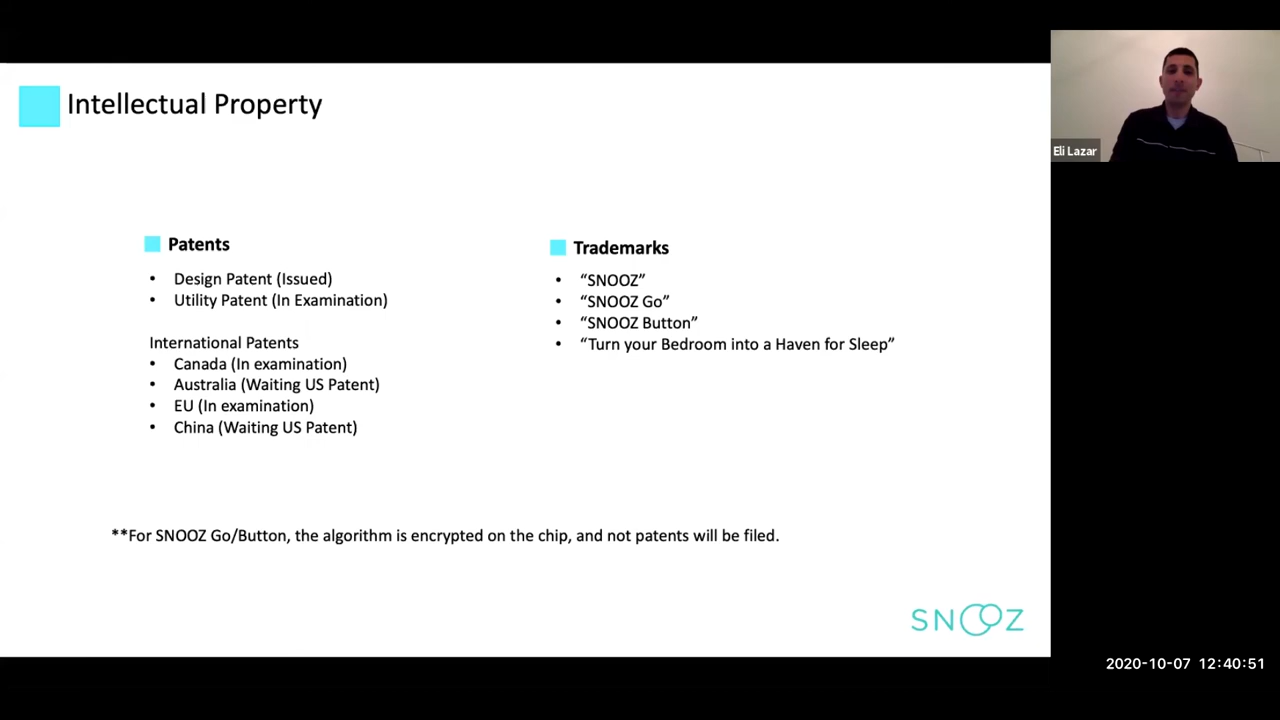 Intellectual Property
Patents
• Design Patent (Issued)
• Utility Patent (In Examination)
International Patents
• Canada (In examination)
• Australia (Waiting US Patent)
• EU (In examination)
• China (Waiting US Patent)
Trademarks
• “SNOOZ”
• “SNOOZ Go”
• “SNOOZ Button”
• “Turn your Bedroom into a Haven for Sleep”
**For SNOOZ Go/Button, the algorithm is encrypted on the chip, and not patents will be filed.
SNOOZ
Eli Lazar
2020-10-07 12:40:51